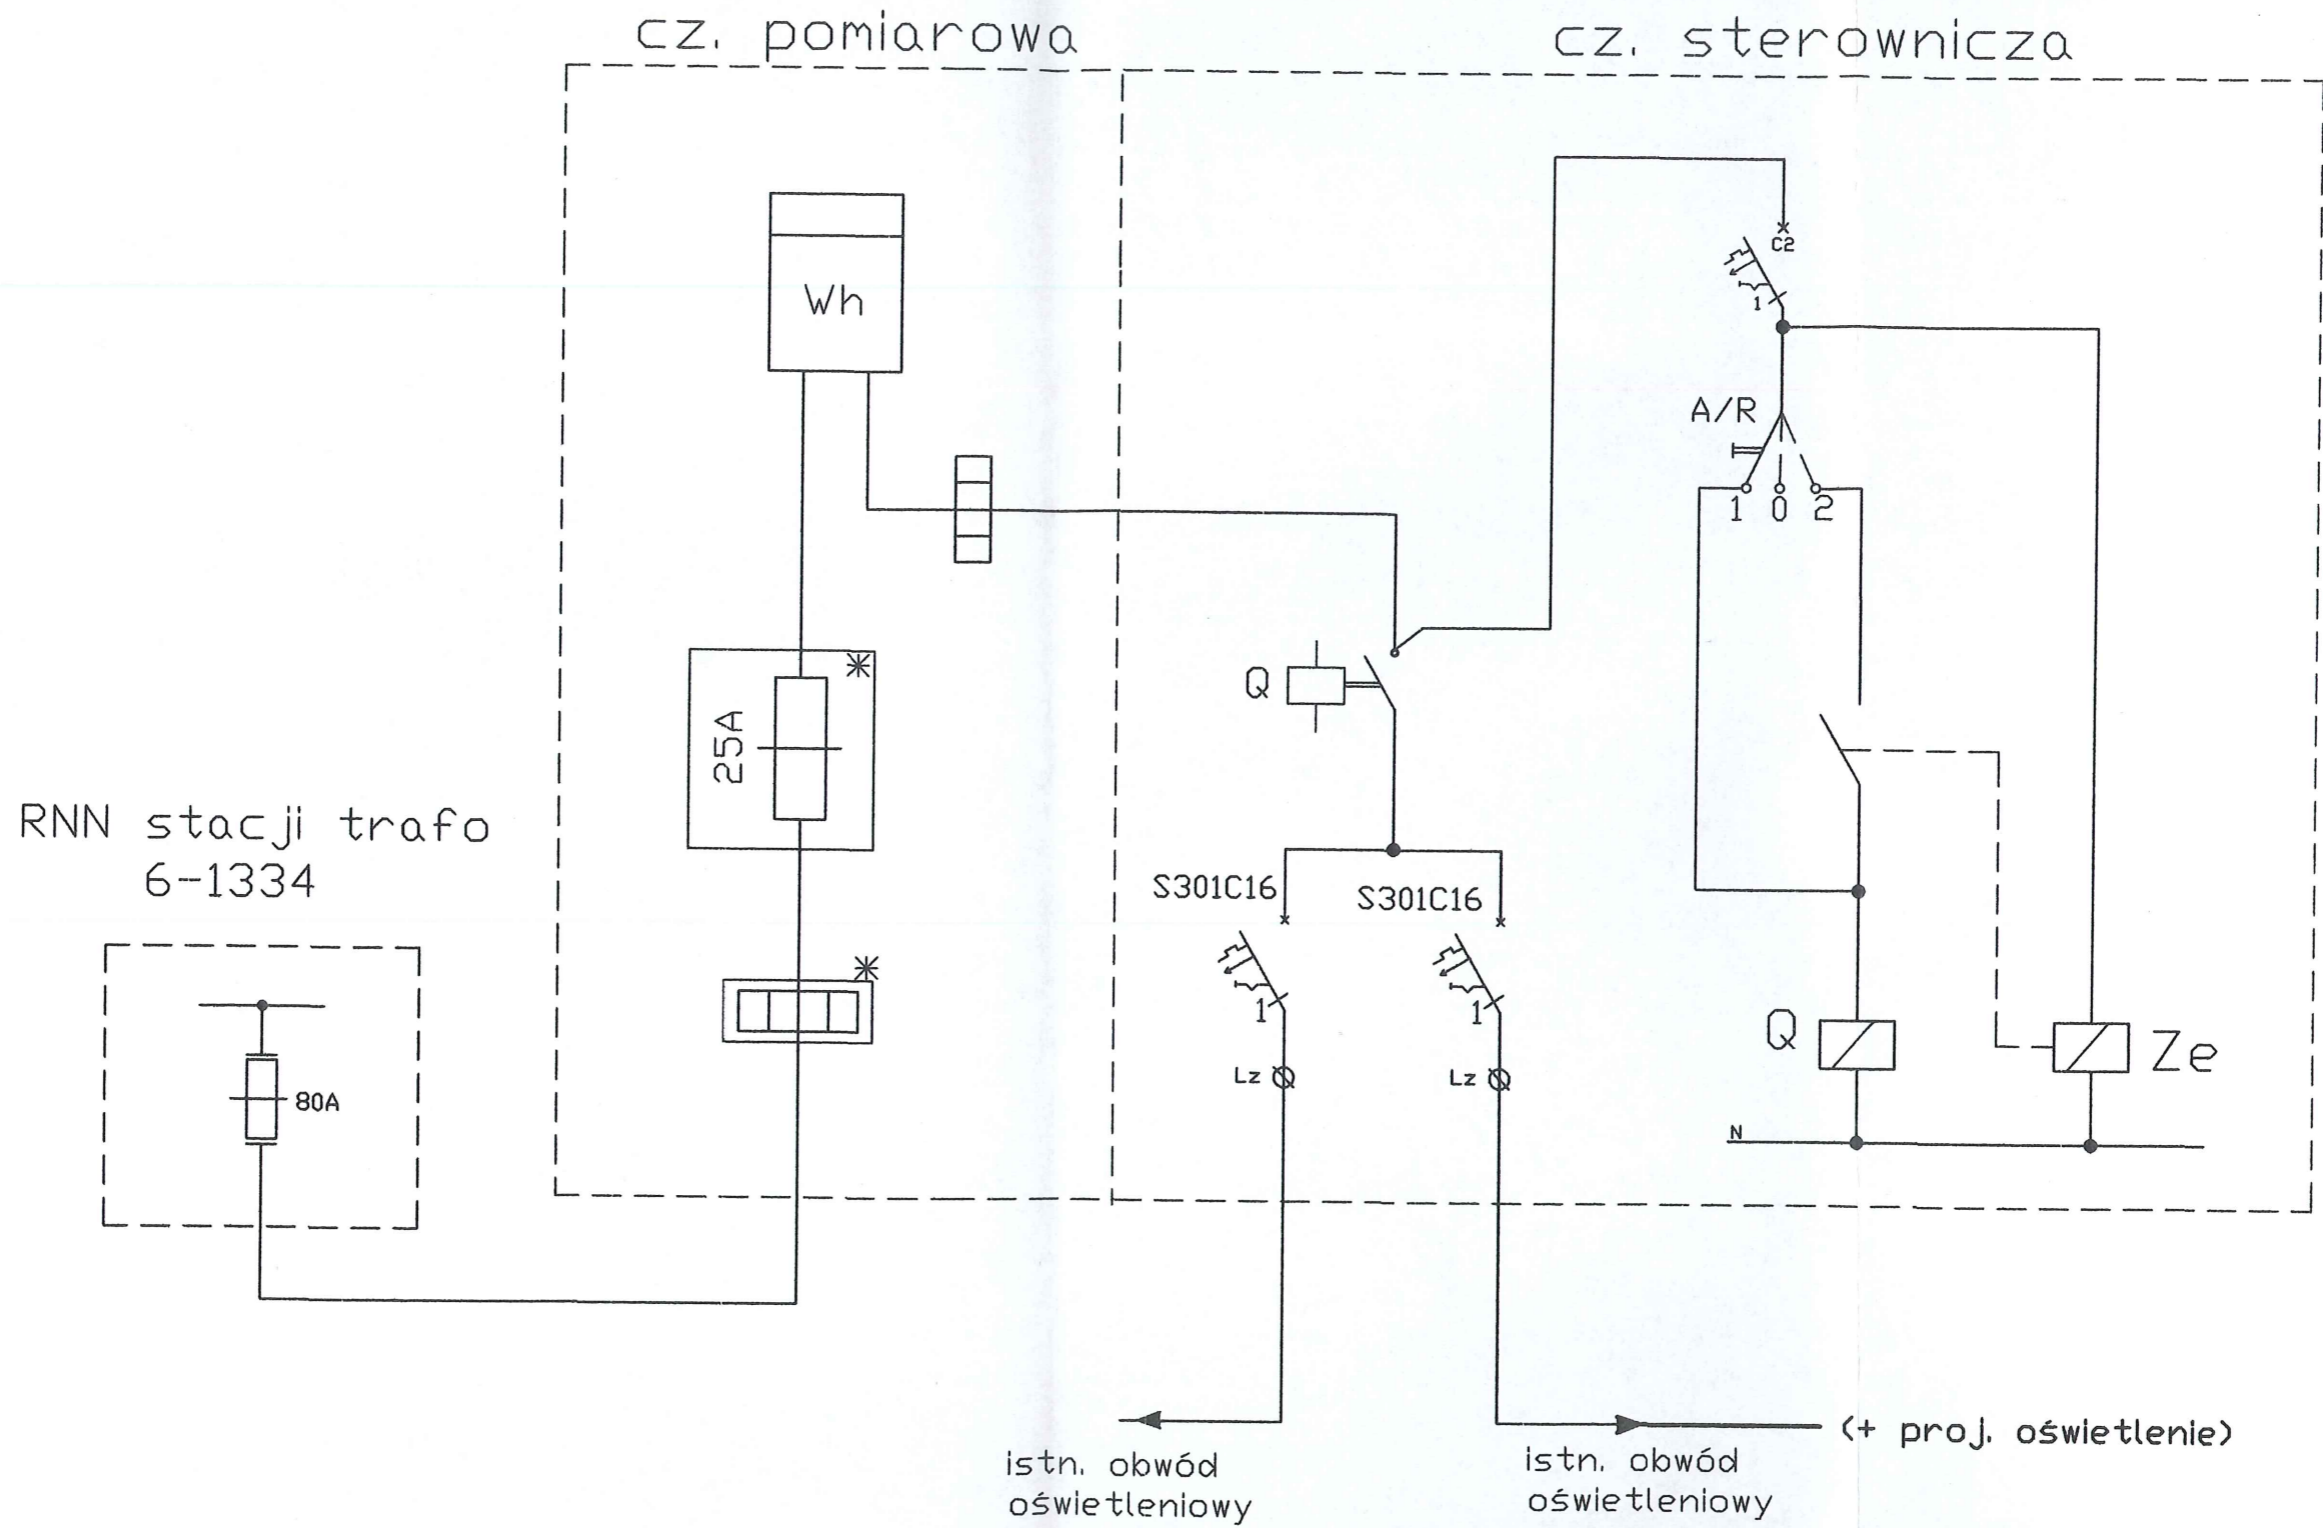 cz. pomiarowa
cz. sterownicza
C2
Wh
1
A/R
1 0 2
Q
25A
RNN stacji trafo
6-1334
S301C16
S301C16
1
1
Q
Ze
Lz
Lz
80A
N
(+ proj. oświetlenie)
istn. obwód
oświetleniowy
istn. obwód
oświetleniowy